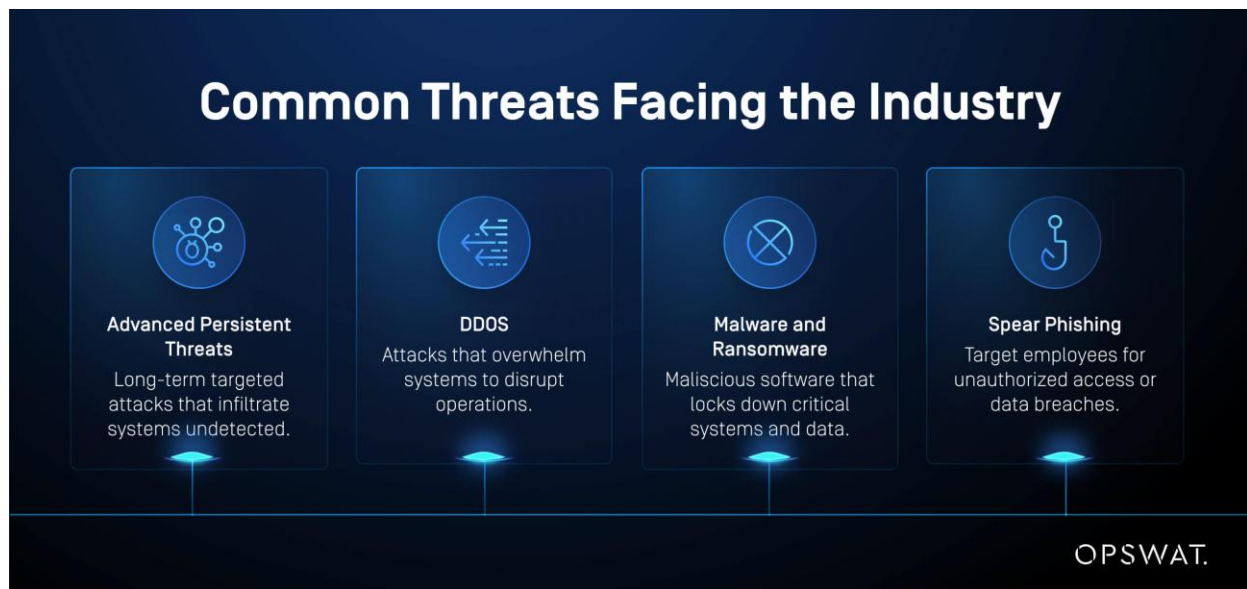 Common Threats Facing the Industry
Advanced Persistent
Threats
Long-term targeted
attacks that infiltrate
systems undetected.
DDOS
Attacks that overwhelm
systems to disrupt
operations.
Malware and
Ransomware
Maliscious software that
locks down critical
systems and data.
Spear Phishing
Target employees for
unauthorized access or
data breaches.
OPSWAT.